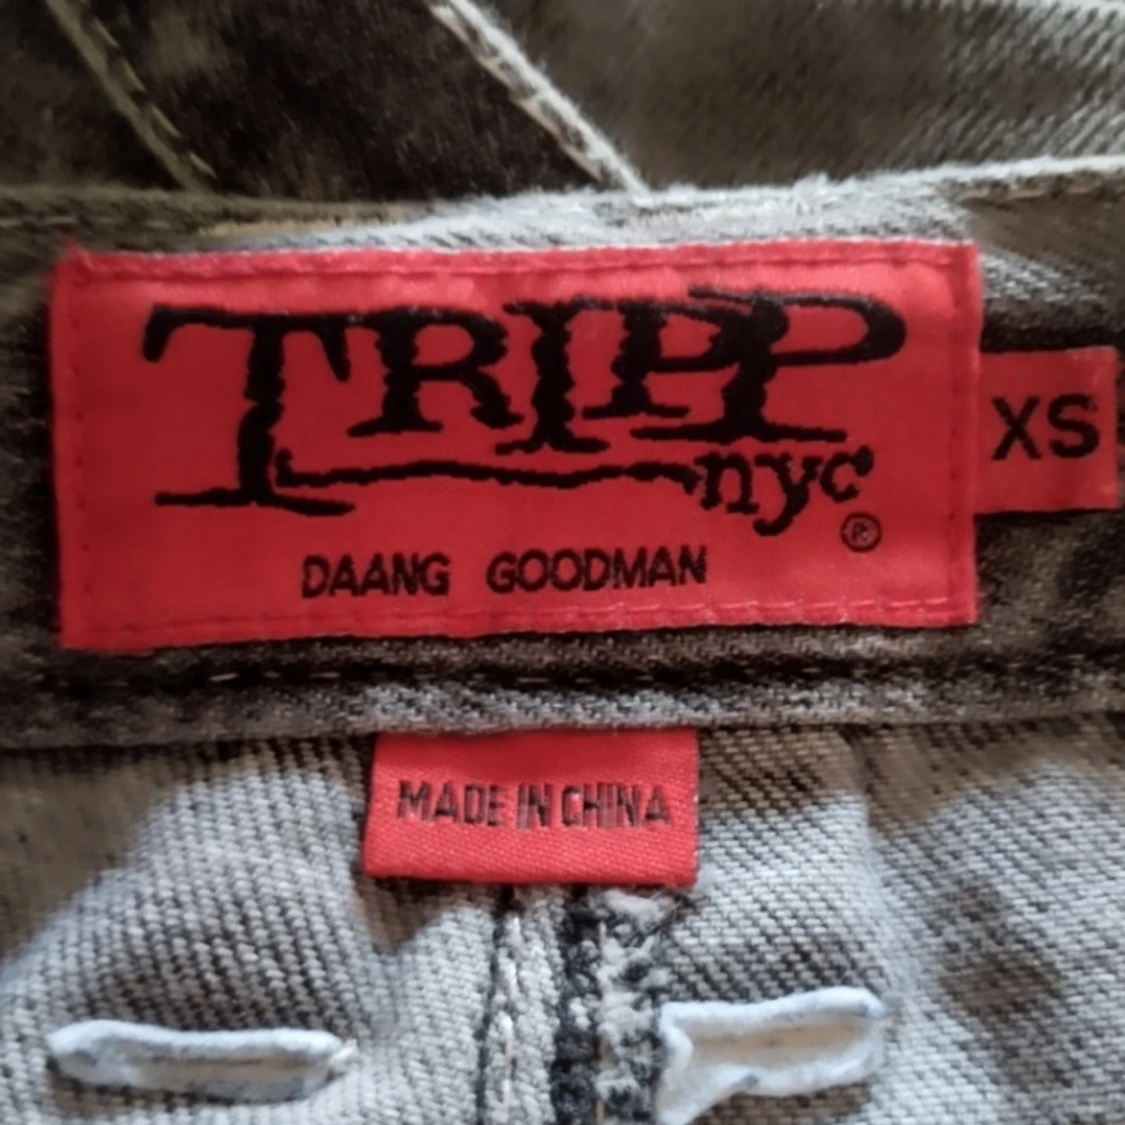 TRIPP
XS
nyc®
DAANG GOODMAN
MADE IN CHINA